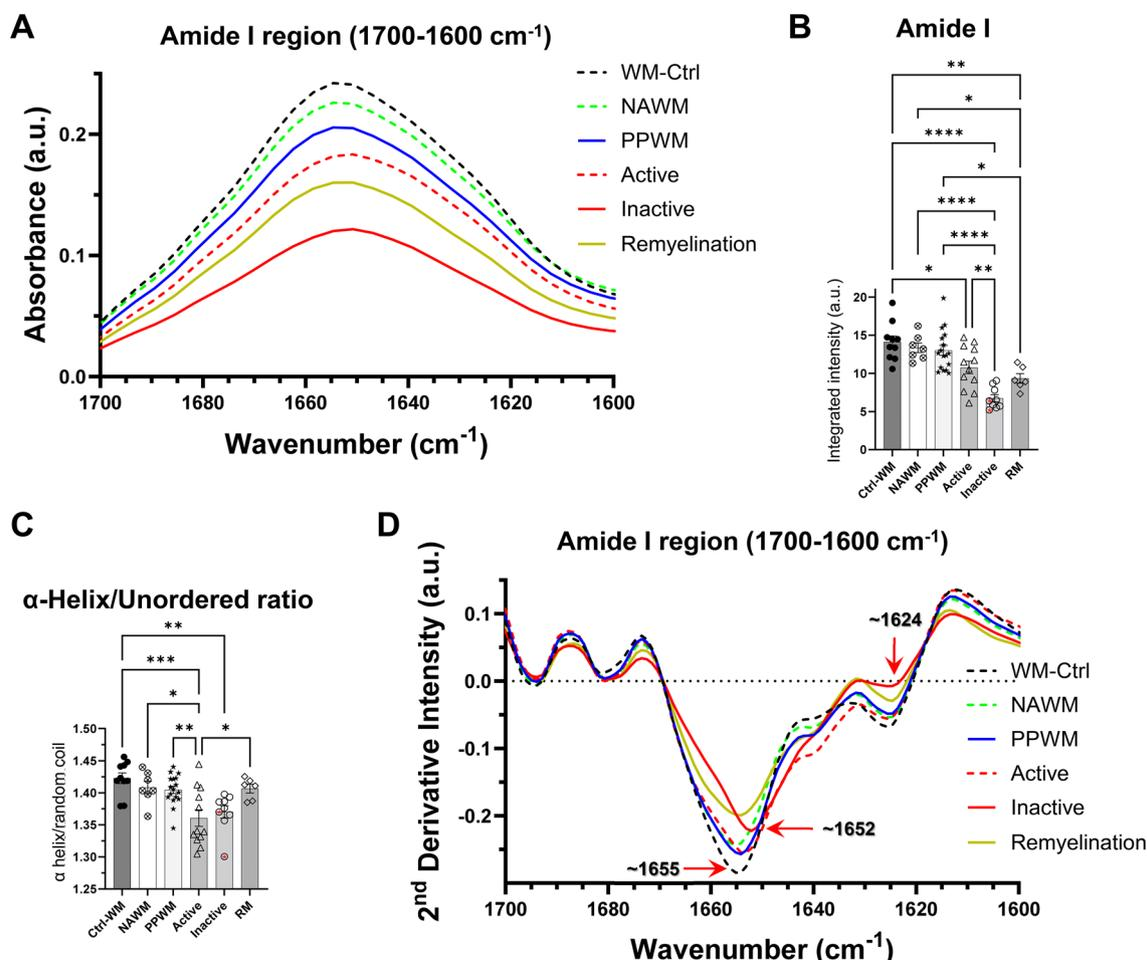 A
Amide I region (1700-1600 cm-1)
Absorbance (a.u.)
0.2
0.1
0.0
1700 1680 1660 1640 1620 1600
Wavenumber (cm-1)
WM-Ctrl
NAWM
PPWM
Active
Inactive
Remyelination
B
Amide I
**
*
****
*
****
****
* **
Integrated intensity (a.u.)
20
15
10
5
0
Ctrl-WM NAWM PPWM Active Inactive RM
C
α-Helix/Unordered ratio
**
***
*
** *
α helix/random coil
1.50
1.45
1.40
1.35
1.30
1.25
Ctrl-WM NAWM PPWM Active Inactive RM
D
Amide I region (1700-1600 cm-1)
2nd Derivative Intensity (a.u.)
0.1
0.0
-0.1
-0.2
~1624
~1652
~1655
1700 1680 1660 1640 1620 1600
Wavenumber (cm-1)
WM-Ctrl
NAWM
PPWM
Active
Inactive
Remyelination